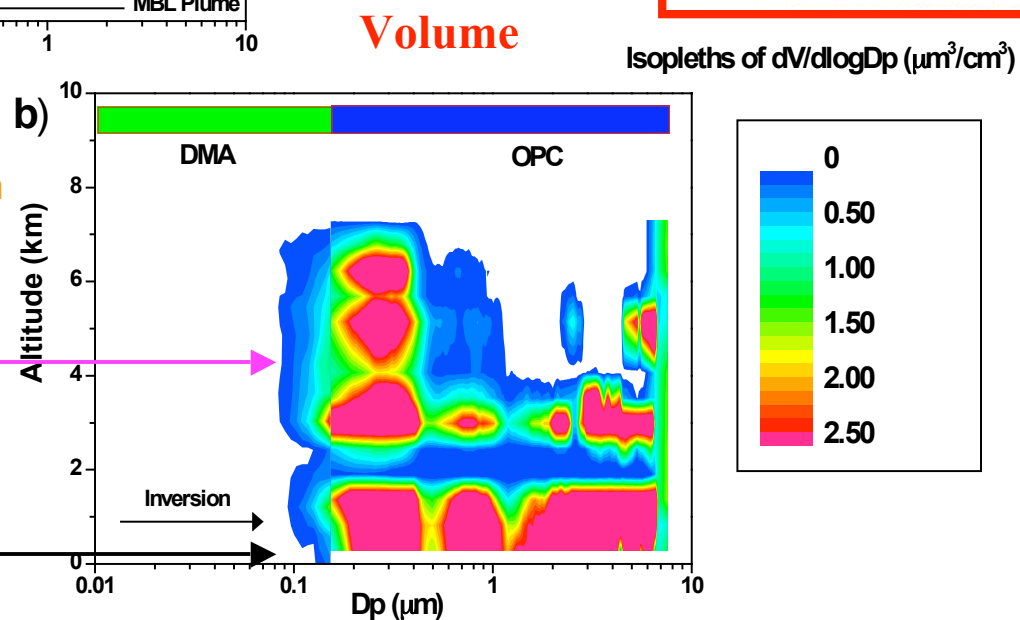 MBL Plume
1 10
Volume
Isopleths of dV/dlogDp (μm³/cm³)
b)
10
8
6
4
2
0
Altitude (km)
DMA OPC
Inversion
0.01 0.1 1 10
Dp (μm)
0
0.50
1.00
1.50
2.00
2.50